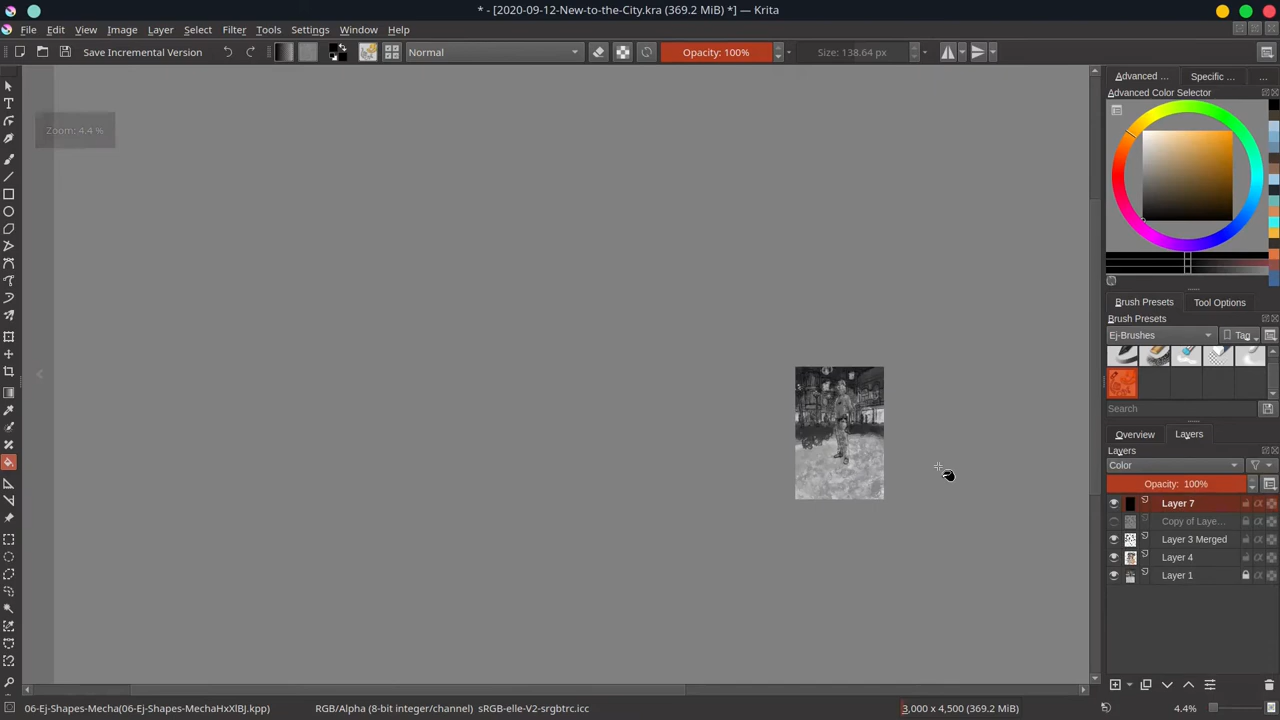 * - [2020-09-12-New-to-the-City.kra (369.2 MiB) *] — Krita
File Edit View Image Layer Select Filter Tools Settings Window Help
Save Incremental Version
Normal
Opacity: 100%
Size: 138.64 px
Zoom: 4.4 %
Advanced ...
Specific ...
...
Advanced Color Selector
Brush Presets
Tool Options
Brush Presets
Ej-Brushes
Tag
Search
Overview
Layers
Layers
Color
Opacity: 100%
Layer 7
Copy of Laye...
Layer 3 Merged
Layer 4
Layer 1
06-Ej-Shapes-Mecha(06-Ej-Shapes-MechaHxXlBJ.kpp)
RGB/Alpha (8-bit integer/channel) sRGB-elle-V2-srgbtrc.icc
3,000 x 4,500 (369.2 MiB)
4.4%